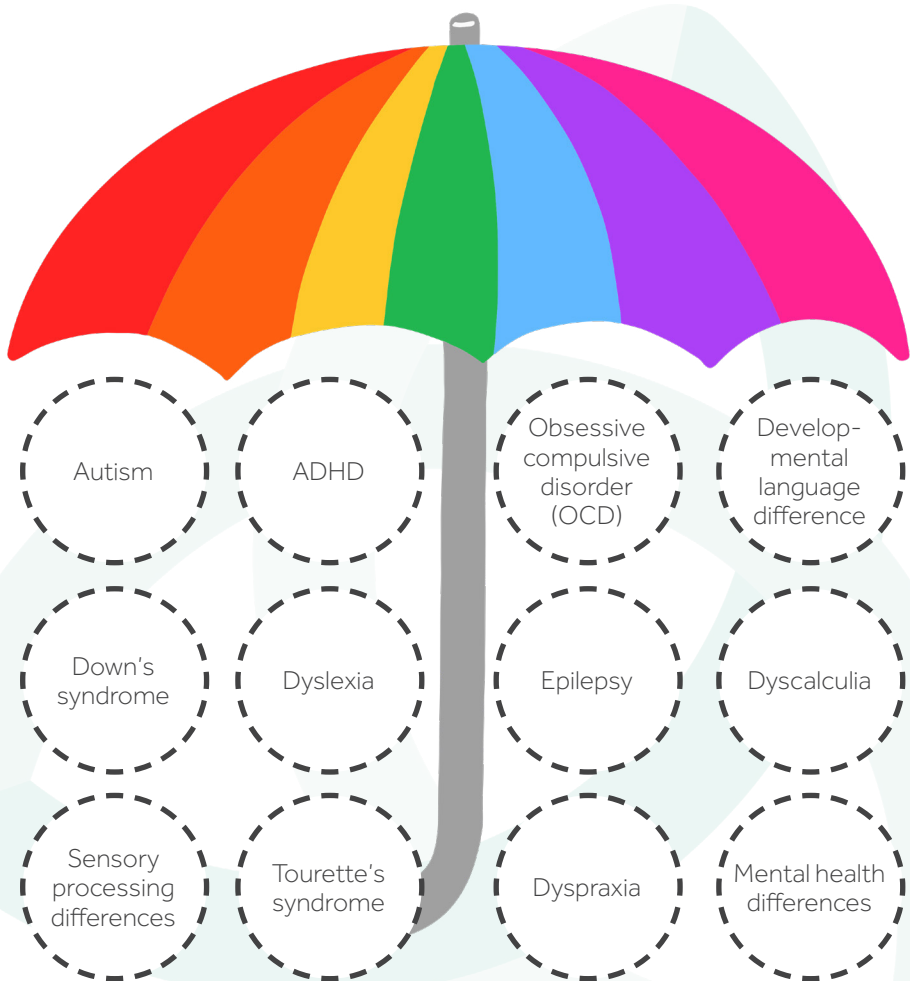 Autism
ADHD
Obsessive
compulsive
disorder
(OCD)
Develop-
mental
language
difference
Down's
syndrome
Dyslexia
Epilepsy
Dyscalculia
Sensory
processing
differences
Tourette's
syndrome
Dyspraxia
Mental health
differences